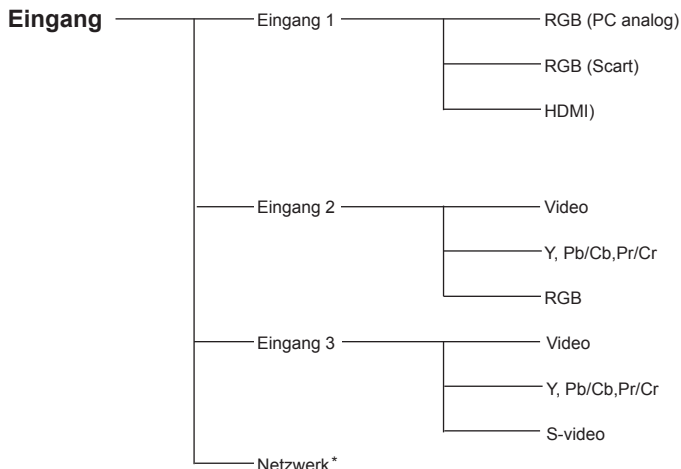 Eingang
Eingang 1
RGB (PC analog)
RGB (Scart)
HDMI)
Eingang 2
Video
Y, Pb/Cb,Pr/Cr
RGB
Eingang 3
Video
Y, Pb/Cb,Pr/Cr
S-video
Netzwerk*